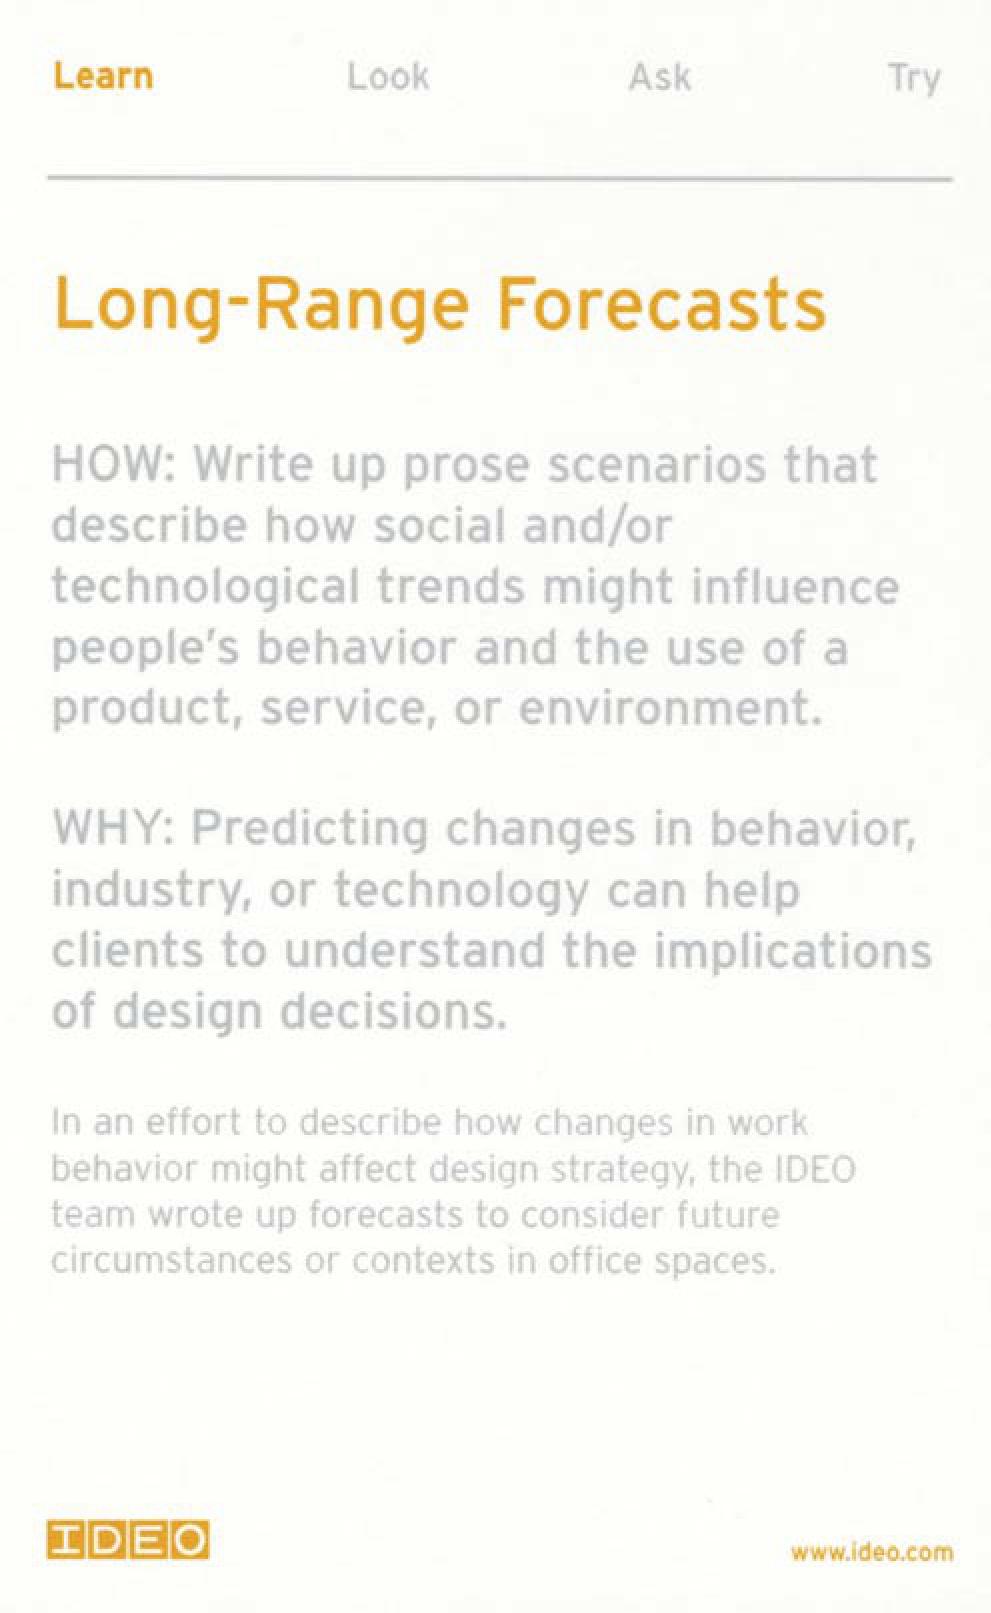 Learn Look Ask Try
Long-Range Forecasts
HOW: Write up prose scenarios that
describe how social and/or
technological trends might influence
people's behavior and the use of a
product, service, or environment.
WHY: Predicting changes in behavior,
industry, or technology can help
clients to understand the implications
of design decisions.
In an effort to describe how changes in work
behavior might affect design strategy, the IDEO
team wrote up forecasts to consider future
circumstances or contexts in office spaces.
IDEO www.ideo.com